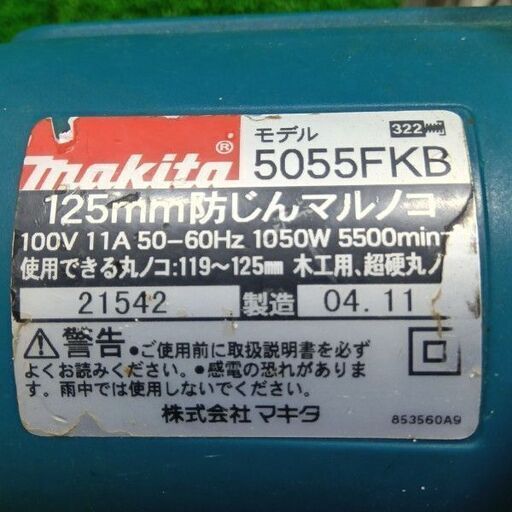 makita®
モデル
322
5055FKB
125mm防じんマルノコ
100V 11A 50-60Hz 1050W 5500min
使用できる丸ノコ:119～125mm 木工用、超硬丸ノ
21542 製造 04.11
⚠警告 ●ご使用前に取扱説明書を必ず
よくお読みください。 ●感電の恐れがありま
す。雨中では使用しないでください。
株式会社 マキタ
853560A9